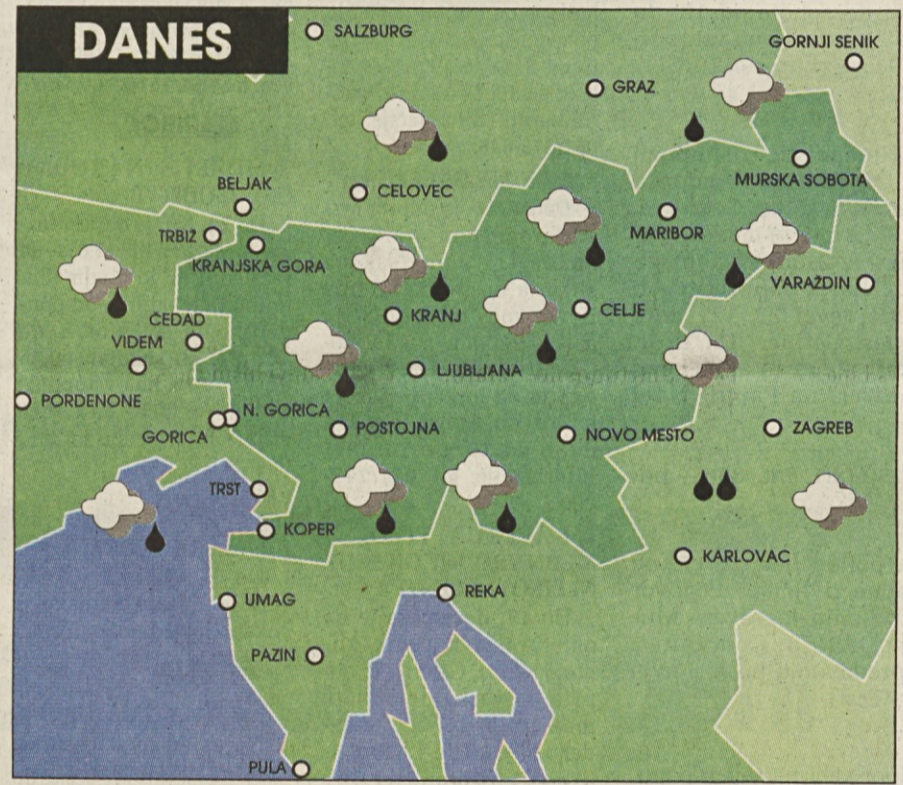 DANES
SALZBURG
GORNJI SENIK
GRAZ
MURSKA SOBOTA
BELJAK
CELOVEC
TRBIŽ
MARIBOR
KRANJSKA GORA
VARAŽDIN
ČEDAD
KRANJ
CELJE
VIDEM
LJUBLJANA
PORDENONE
N. GORICA
GORICA
POSTOJNA
NOVO MESTO
ZAGREB
TRST
KOPER
KARLOVAC
UMAG
REKA
PAZIN
PULA